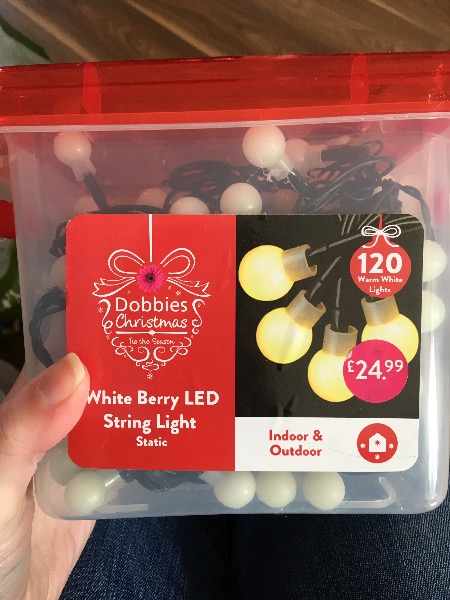 Dobbies
Christmas
Tis the Season
White Berry LED
String Light
Static
120
Warm White
Lights
£24.99
Indoor &
Outdoor